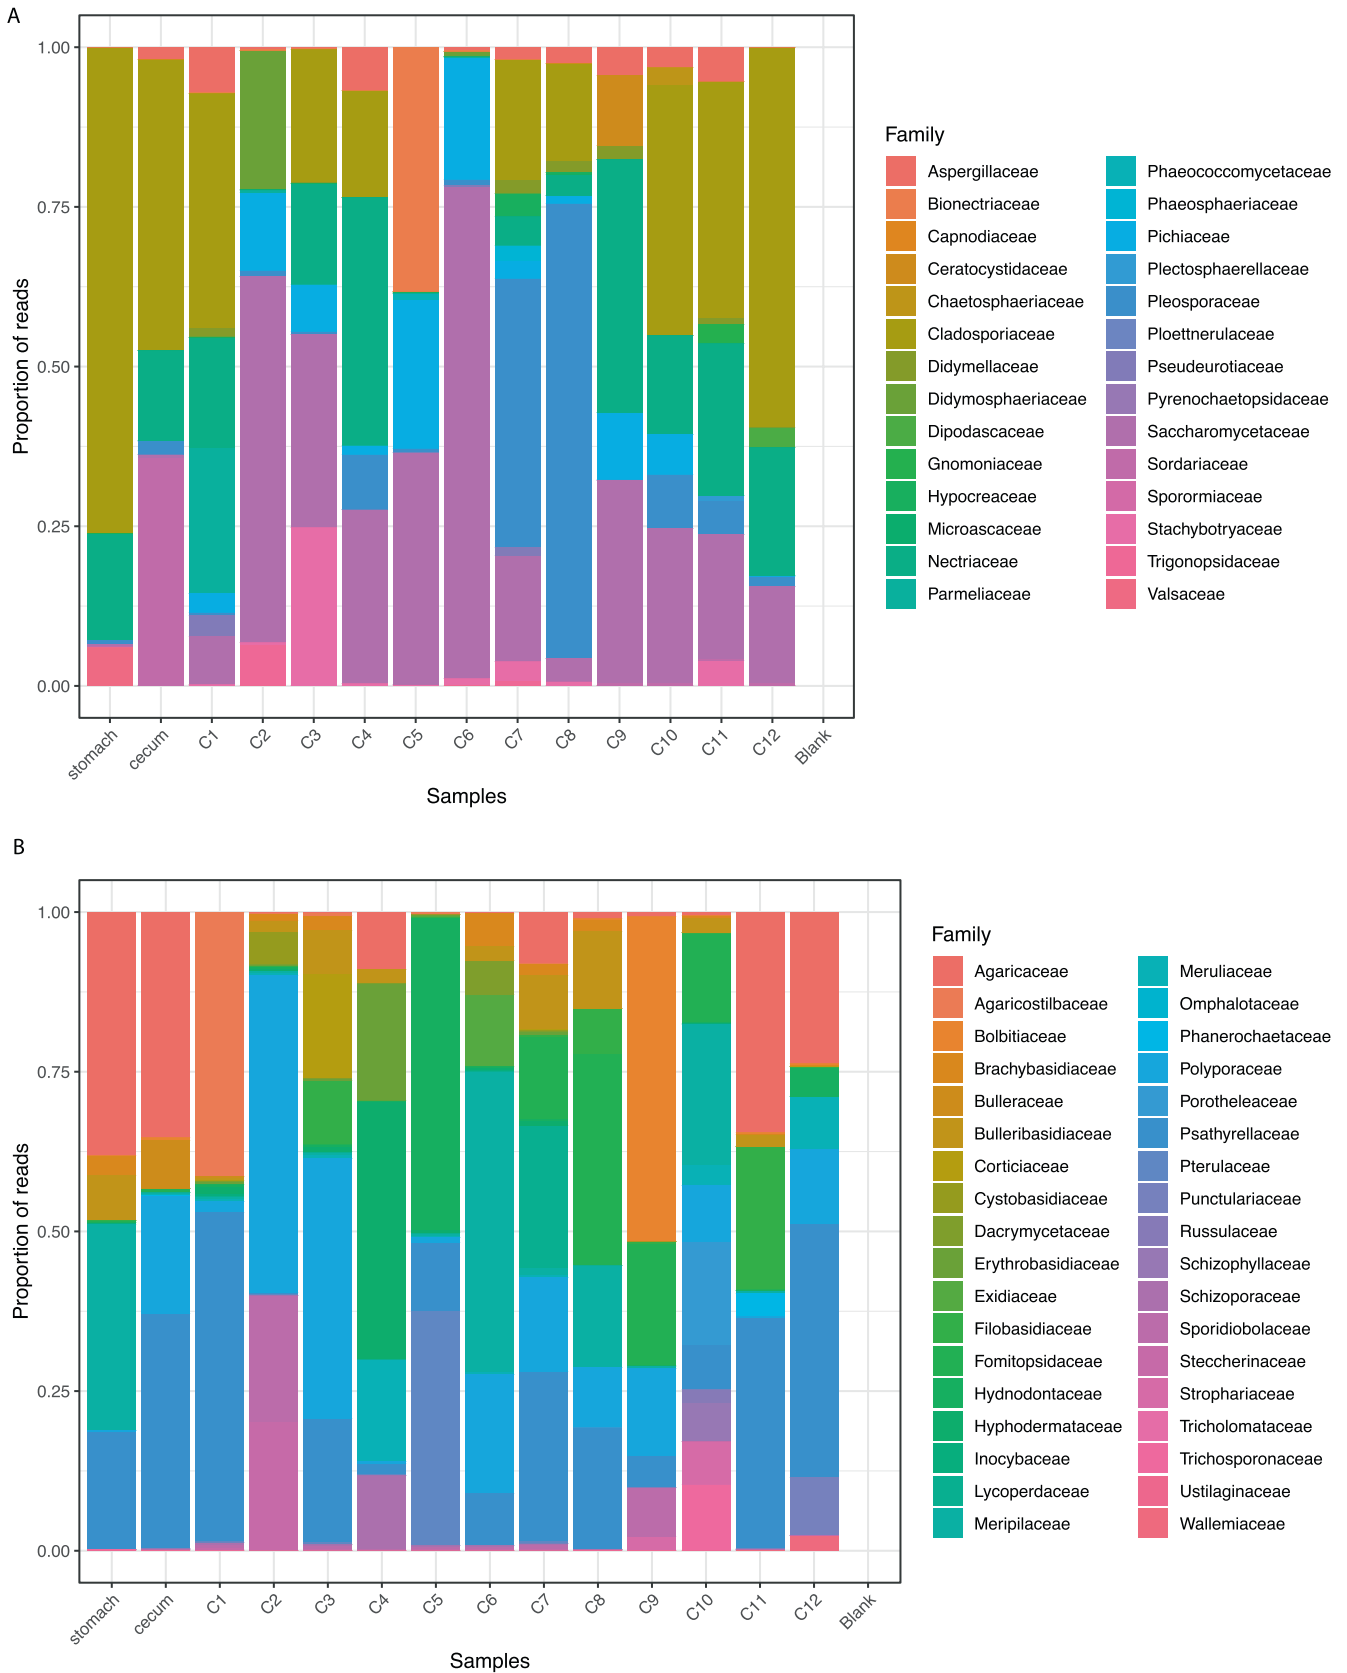 A
Proportion of reads
1.00
0.75
0.50
0.25
0.00
stomach
cecum
C1
C2
C3
C4
C5
C6
C7
C8
C9
C10
C11
C12
Blank
Samples
Family
Aspergillaceae
Bionectriaceae
Capnodiaceae
Ceratocystidaceae
Chaetosphaeriaceae
Cladosporiaceae
Didymellaceae
Didymosphaeriaceae
Dipodascaceae
Gnomoniaceae
Hypocreaceae
Microascaceae
Nectriaceae
Parmeliaceae
Phaeococcomycetaceae
Phaeosphaeriaceae
Pichiaceae
Plectosphaerellaceae
Pleosporaceae
Ploettnerulaceae
Pseudeurotiaceae
Pyrenochaetopsidaceae
Saccharomycetaceae
Sordariaceae
Sporormiaceae
Stachybotryaceae
Trigonopsidaceae
Valsaceae
B
Proportion of reads
1.00
0.75
0.50
0.25
0.00
stomach
cecum
C1
C2
C3
C4
C5
C6
C7
C8
C9
C10
C11
C12
Blank
Samples
Family
Agaricaceae
Agaricostilbaceae
Bolbitiaceae
Brachybasidiaceae
Bulleraceae
Bulleribasidiaceae
Corticiaceae
Cystobasidiaceae
Dacrymycetaceae
Erythrobasidiaceae
Exidiaceae
Filobasidiaceae
Fomitopsidaceae
Hydnodontaceae
Hyphodermataceae
Inocybaceae
Lycoperdaceae
Meripilaceae
Meruliaceae
Omphalotaceae
Phanerochaetaceae
Polyporaceae
Porotheleaceae
Psathyrellaceae
Pterulaceae
Punctulariaceae
Russulaceae
Schizophyllaceae
Schizoporaceae
Sporidiobolaceae
Steccherinaceae
Strophariaceae
Tricholomataceae
Trichosporonaceae
Ustilaginaceae
Wallemiaceae